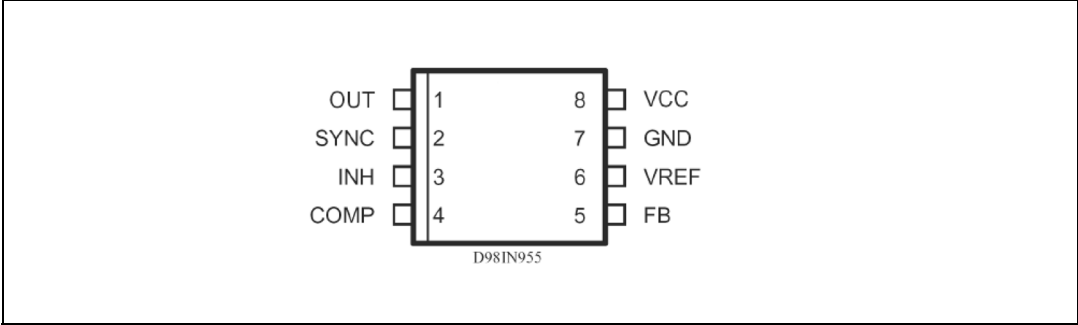 OUT 1 8 VCC
SYNC 2 7 GND
INH 3 6 VREF
COMP 4 5 FB
D98IN955